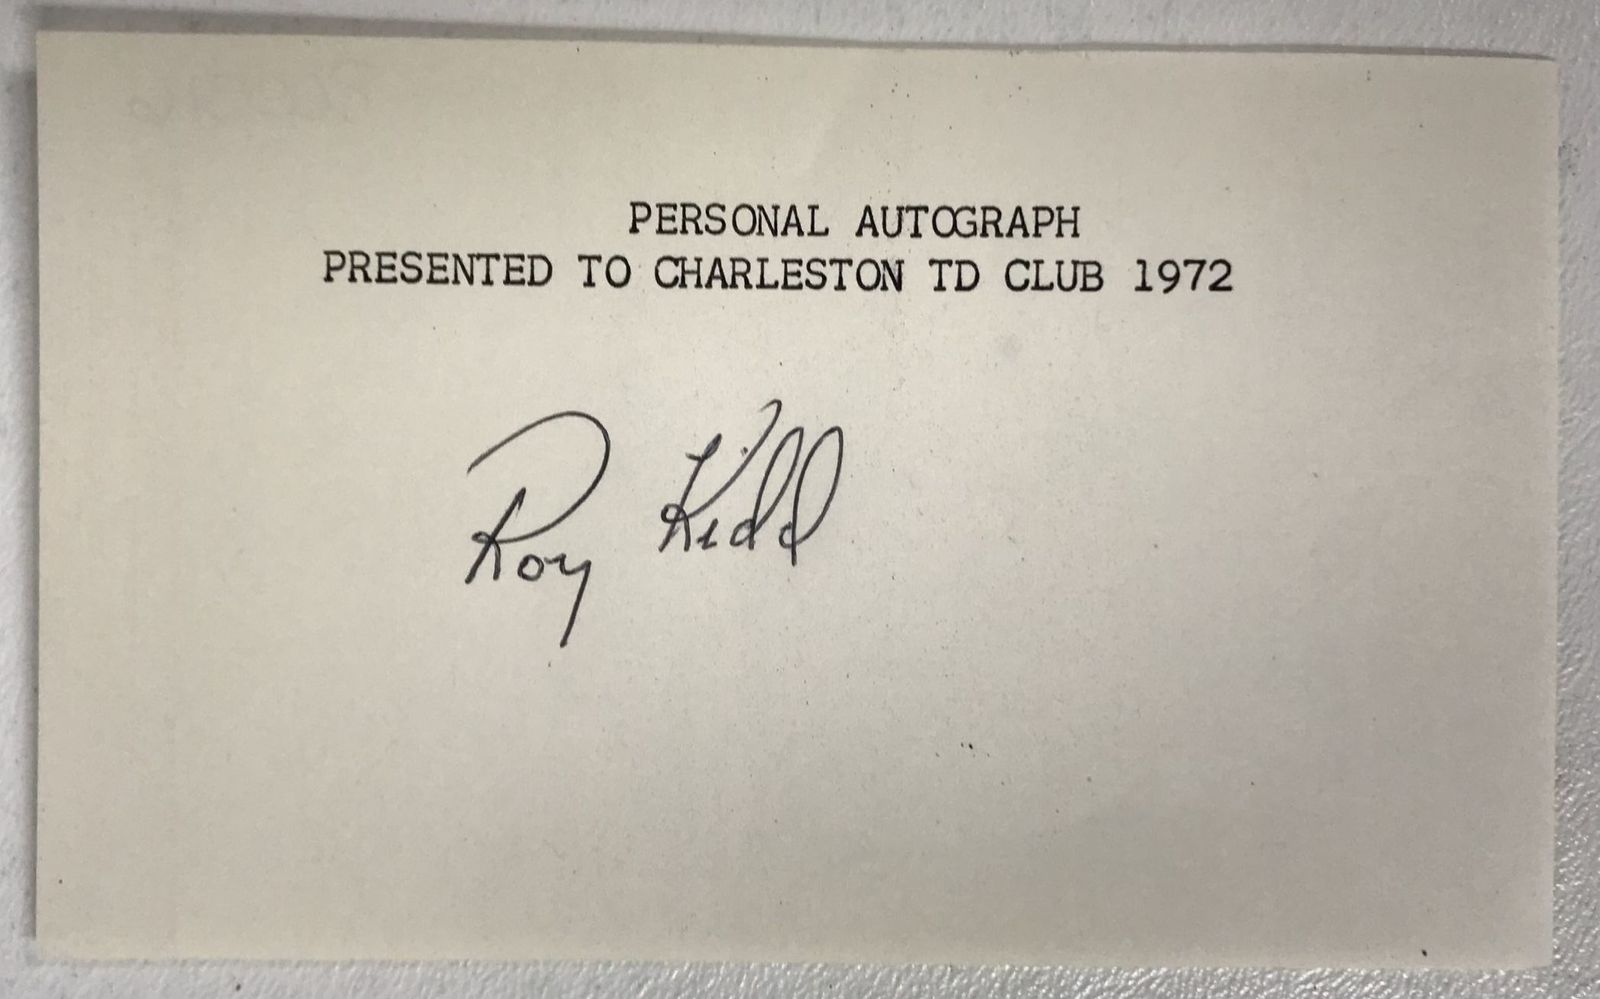 PERSONAL AUTOGRAPH
PRESENTED TO CHARLESTON TD CLUB 1972
Roy Kidd